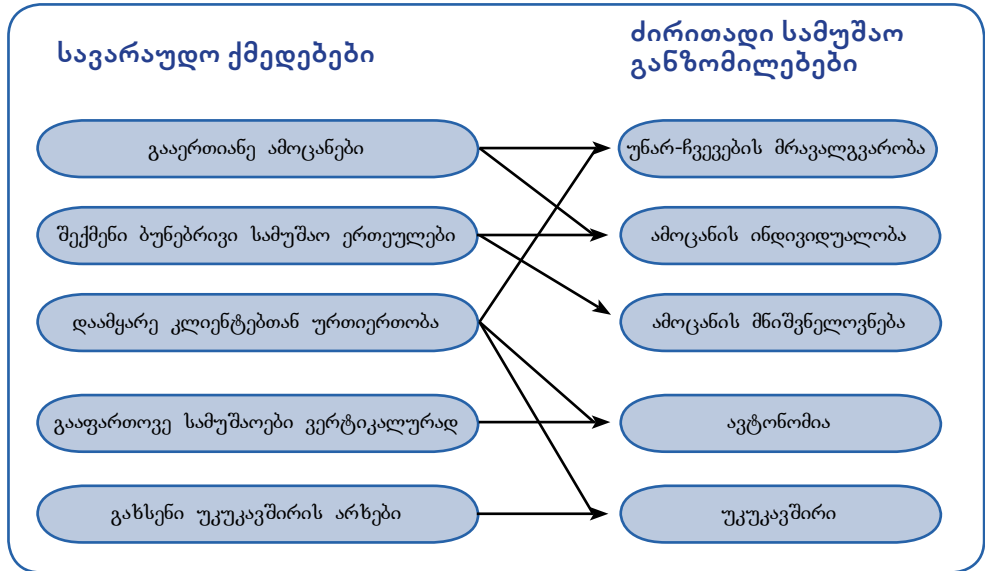 სავარაუდო ქმედებები
ძირითადი სამუშაო
განზომილებები
გააერთიანე ამოცანები
უნარ-ჩვევების მრავალგვარობა
შექმენი ბუნებრივი სამუშაო ერთეულები
ამოცანის ინდივიდუალობა
დაამყარე კლიენტებთან ურთიერთობა
ამოცანის მნიშვნელოვნება
გააფართოვე სამუშაოები ვერტიკალურად
ავტონომია
გახსენი უკუკავშირის არხები
უკუკავშირი